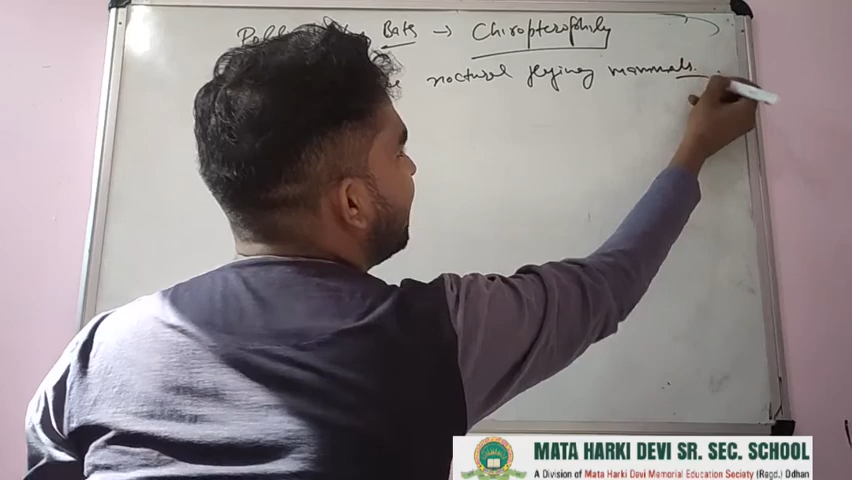 Bats → Chiropterophily
noctural flying mammals.
MATA HARKI DEVI SR. SEC. SCHOOL
A Division of Mata Harki Devi Memorial Education Society (Regd.) Odhan